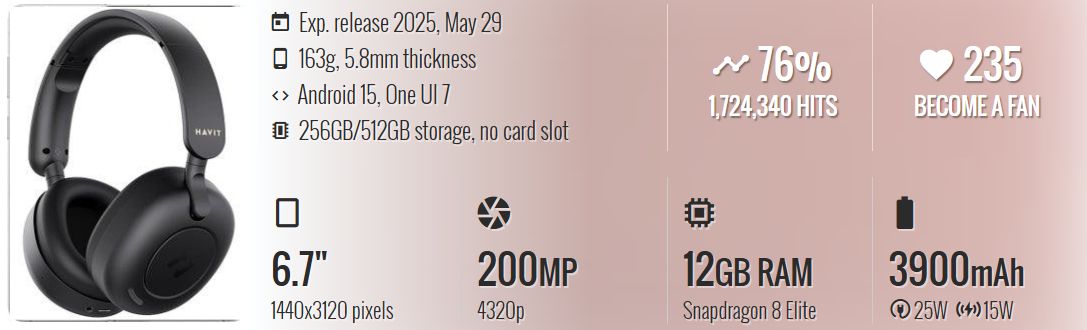 HAVIT
Exp. release 2025, May 29
163g, 5.8mm thickness
Android 15, One UI 7
256GB/512GB storage, no card slot
76%
1,724,340 HITS
235
BECOME A FAN
6.7"
1440x3120 pixels
200MP
4320p
12GB RAM
Snapdragon 8 Elite
3900mAh
25W 15W